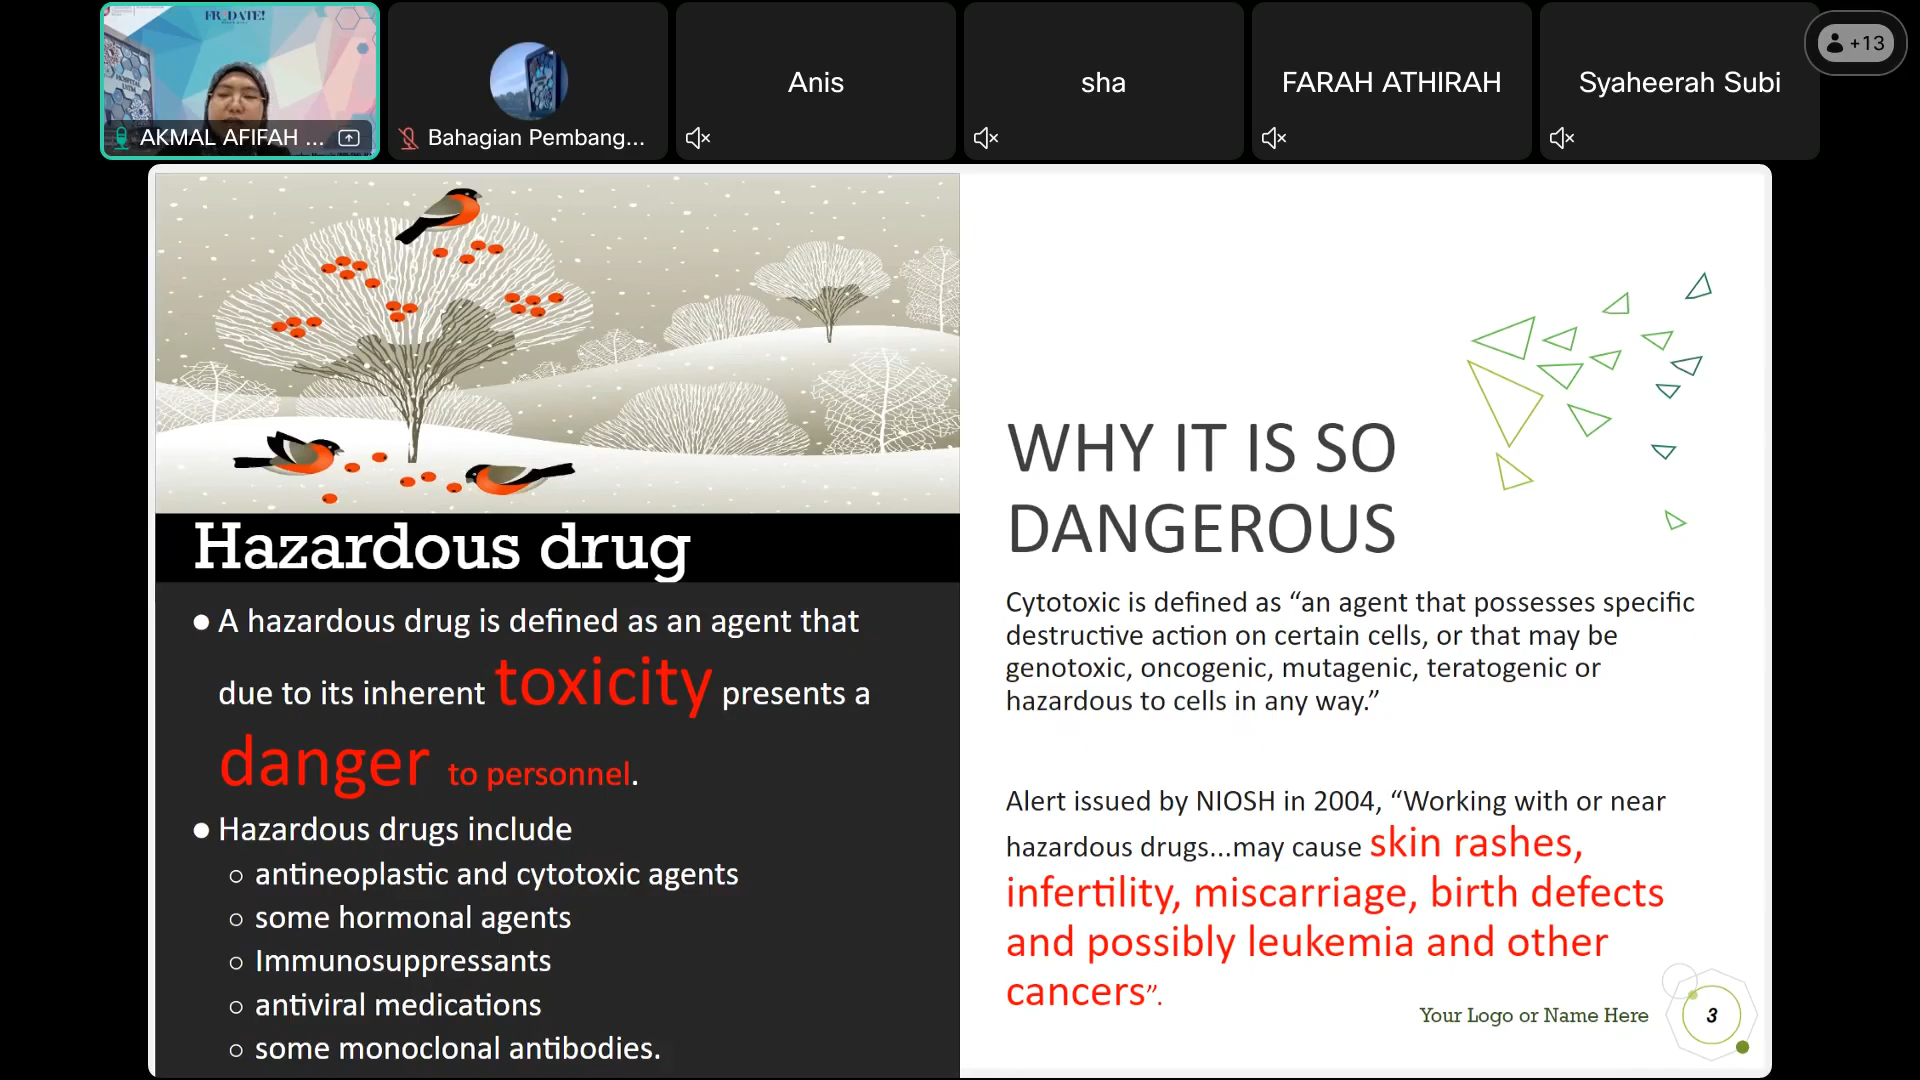 FR DATE!
HOSPITAL
AKMAL AFIFAH ...
Bahagian Pembang...
Anis
sha
FARAH ATHIRAH
Syaheerah Subi
+13
Hazardous drug
● A hazardous drug is defined as an agent that
due to its inherent toxicity presents a
danger to personnel.
● Hazardous drugs include
○ antineoplastic and cytotoxic agents
○ some hormonal agents
○ Immunosuppressants
○ antiviral medications
○ some monoclonal antibodies.
WHY IT IS SO
DANGEROUS
Cytotoxic is defined as “an agent that possesses specific
destructive action on certain cells, or that may be
genotoxic, oncogenic, mutagenic, teratogenic or
hazardous to cells in any way.”
Alert issued by NIOSH in 2004, “Working with or near
hazardous drugs...may cause skin rashes,
infertility, miscarriage, birth defects
and possibly leukemia and other
cancers”.
Your Logo or Name Here
3